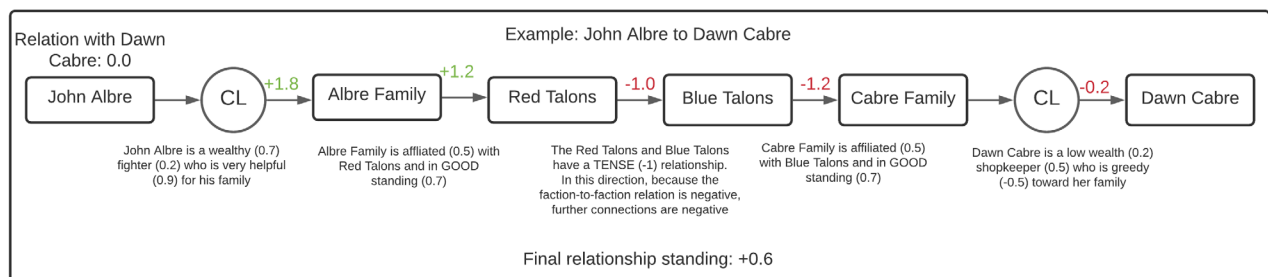 Example: John Albre to Dawn Cabre
Relation with Dawn
Cabre: 0.0
John Albre
CL
+1.8
Albre Family
+1.2
Red Talons
-1.0
Blue Talons
-1.2
Cabre Family
CL
-0.2
Dawn Cabre
John Albre is a wealthy (0.7)
fighter (0.2) who is very helpful
(0.9) for his family
Albre Family is affiliated (0.5) with
Red Talons and in GOOD
standing (0.7)
The Red Talons and Blue Talons
have a TENSE (-1) relationship.
In this direction, because the
faction-to-faction relation is negative,
further connections are negative
Cabre Family is affiliated (0.5)
with Blue Talons and in GOOD
standing (0.7)
Dawn Cabre is a low wealth (0.2)
shopkeeper (0.5) who is greedy
(-0.5) toward her family
Final relationship standing: +0.6